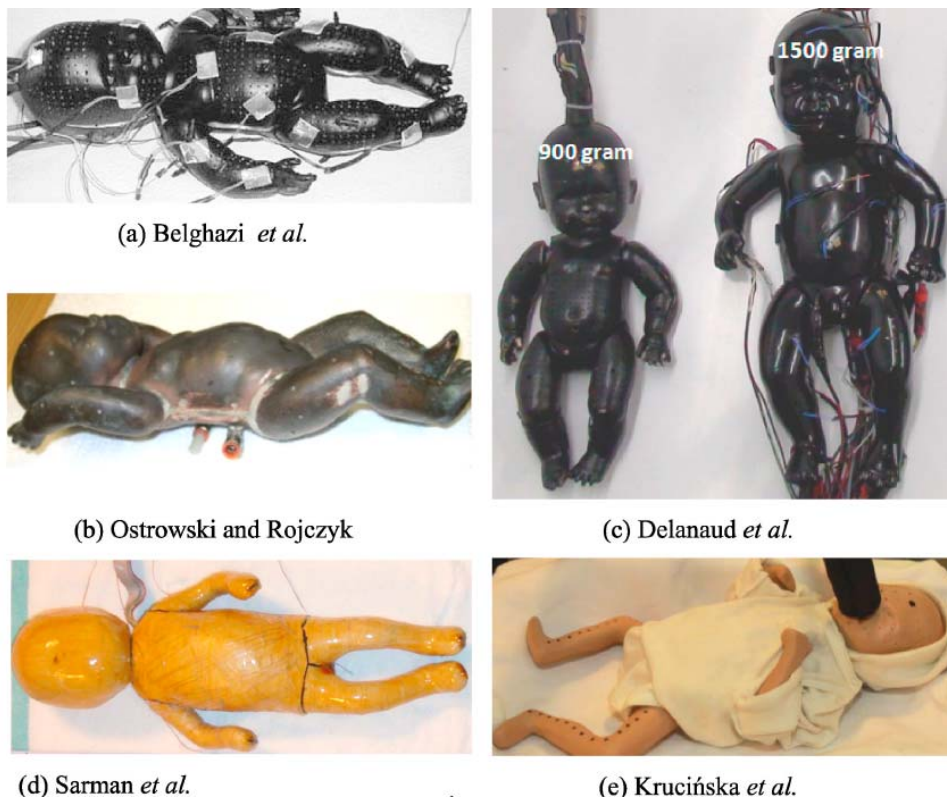 1500 gram
900 gram
(a) Belghazi et al.
(b) Ostrowski and Rojczyk
(c) Delanaud et al.
(d) Sarman et al.
(e) Krucińska et al.